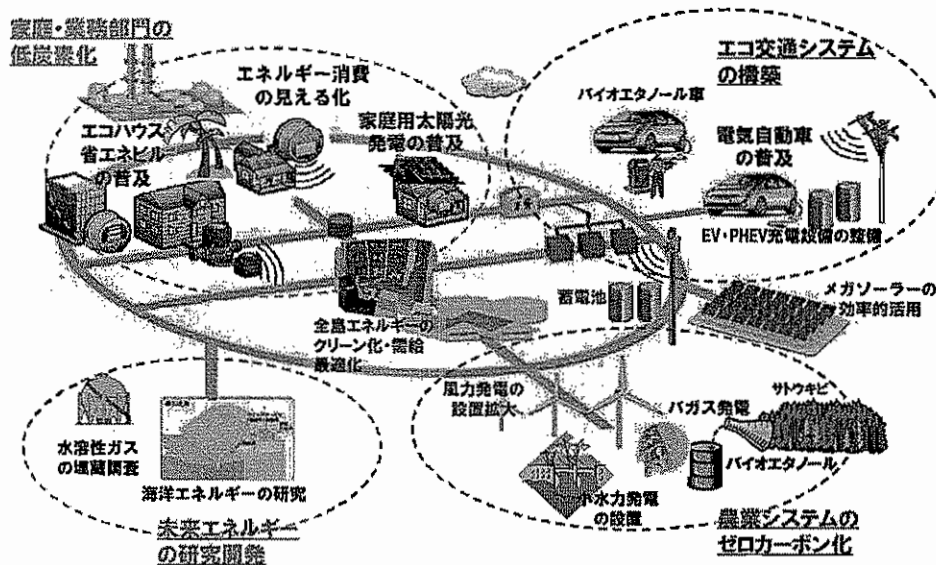 家庭・業務部門の
低炭素化
エネルギー消費
の見える化
エコハウス
省エネビル
の普及
家庭用太陽光
発電の普及
エコ交通システム
の構築
バイオエタノール車
電気自動車
の普及
EV・PHEV充電設備の整備
蓄電池
メガソーラーの
効率的活用
全島エネルギーの
クリーン化・需給
最適化
風力発電の
設置拡大
バガス発電
サトウキビ
バイオエタノール
小水力発電
の設置
農業システムの
ゼロカーボン化
水溶性ガス
の埋蔵調査
海洋エネルギーの研究
未来エネルギー
の研究開発